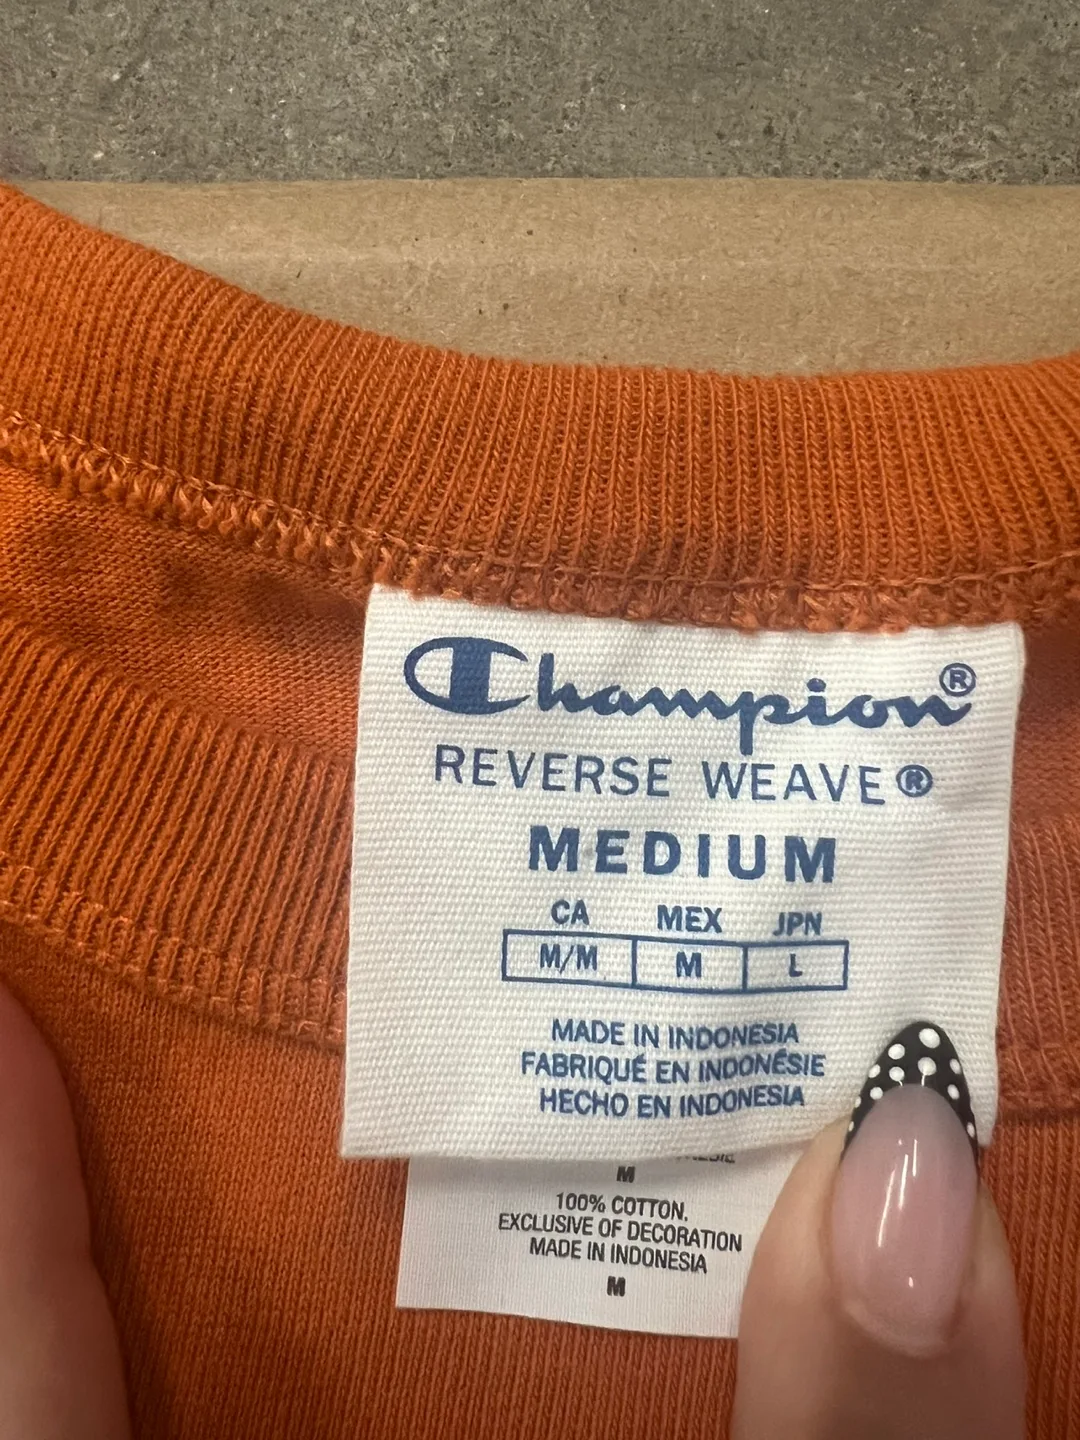 Champion®
REVERSE WEAVE®
MEDIUM
CA MEX JPN
M/M M L
MADE IN INDONESIA
FABRIQUÉ EN INDONÉSIE
HECHO EN INDONESIA
M
100% COTTON,
EXCLUSIVE OF DECORATION
MADE IN INDONESIA
M